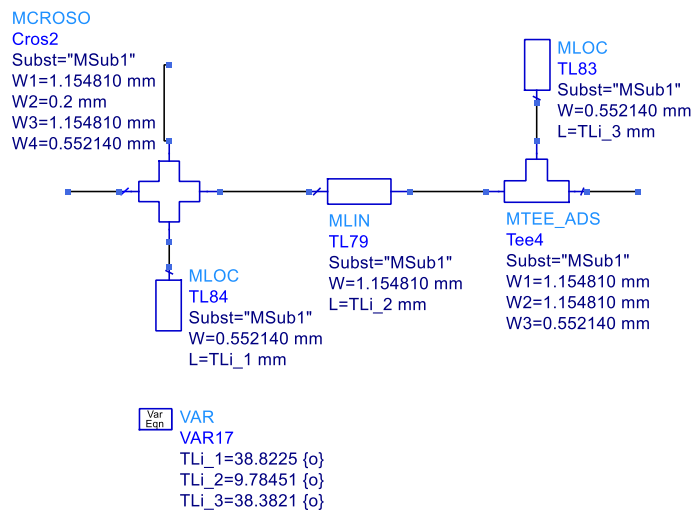 MCROSO
Cros2
Subst="MSub1"
W1=1.154810 mm
W2=0.2 mm
W3=1.154810 mm
W4=0.552140 mm
MLOC
TL83
Subst="MSub1"
W=0.552140 mm
L=TLi_3 mm
MLIN
TL79
Subst="MSub1"
W=1.154810 mm
L=TLi_2 mm
MTEE_ADS
Tee4
Subst="MSub1"
W1=1.154810 mm
W2=1.154810 mm
W3=0.552140 mm
MLOC
TL84
Subst="MSub1"
W=0.552140 mm
L=TLi_1 mm
Var
Eqn
VAR
VAR17
TLi_1=38.8225 {o}
TLi_2=9.78451 {o}
TLi_3=38.3821 {o}